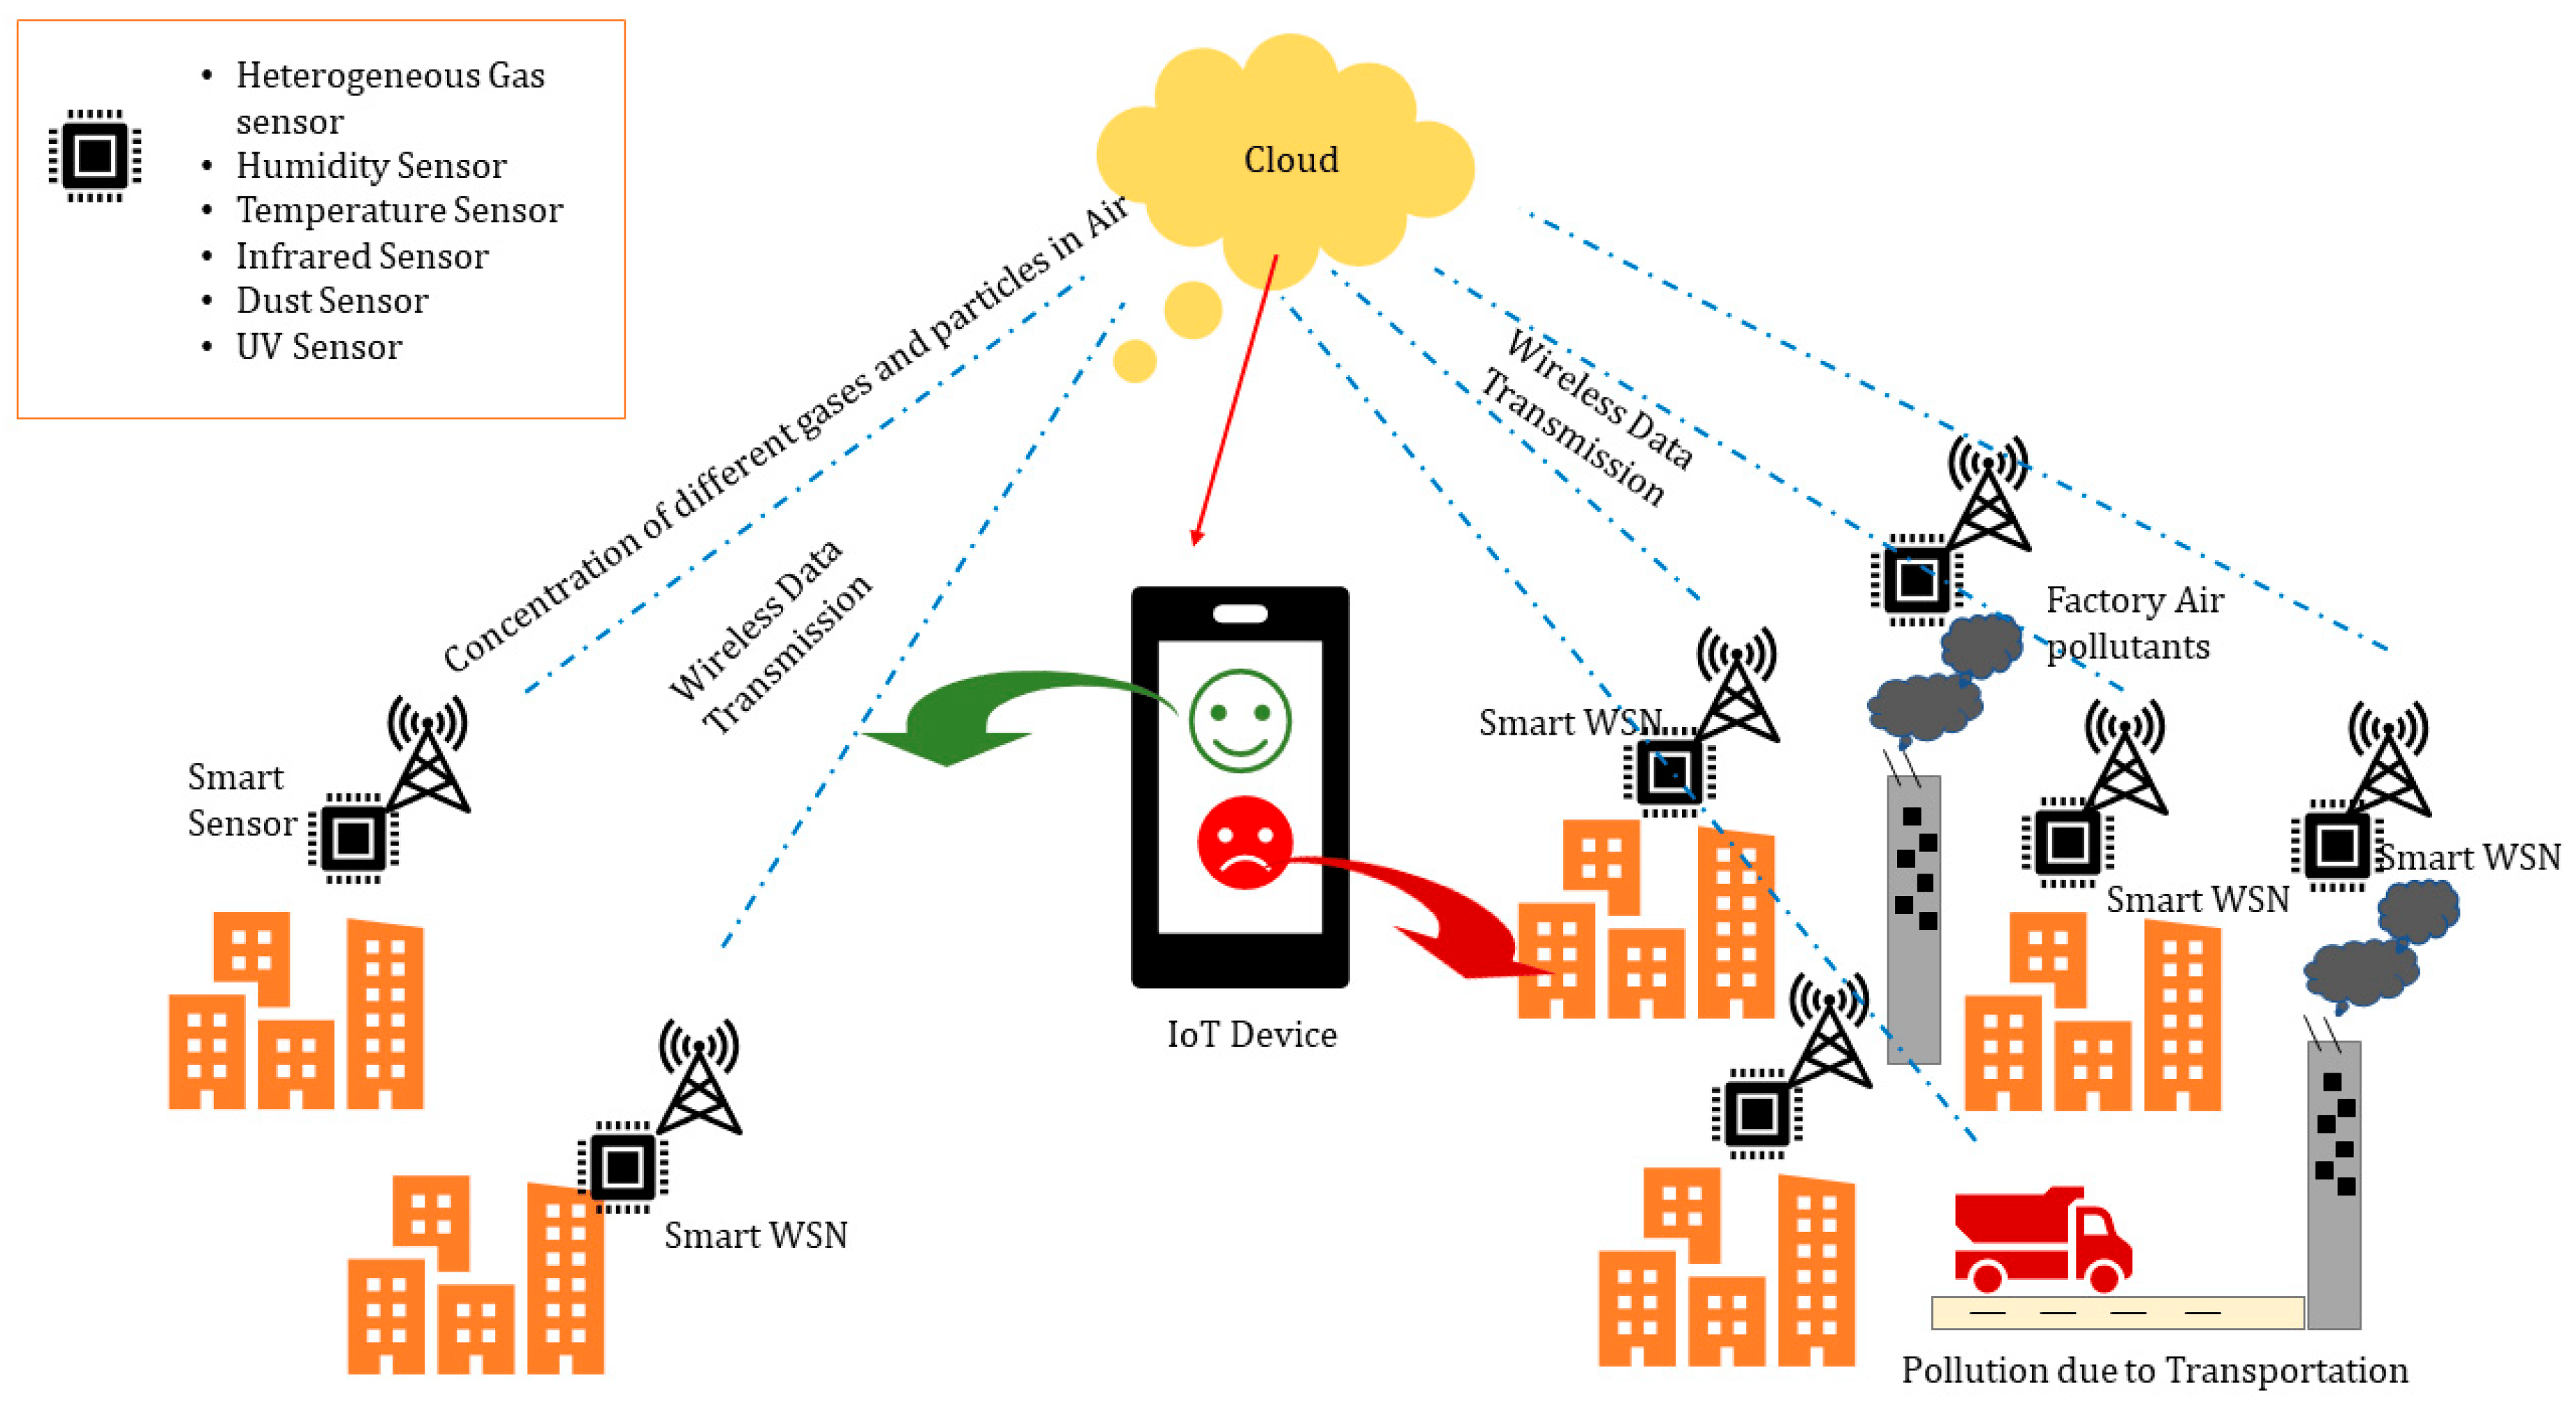 • Heterogeneous Gas
sensor
• Humidity Sensor
• Temperature Sensor
• Infrared Sensor
• Dust Sensor
• UV Sensor
Cloud
Concentration of different gases and particles in Air
Wireless Data
Transmission
Wireless Data
Transmission
Factory Air
pollutants
Smart WSN
Smart
Sensor
Smart WSN
Smart WSN
IoT Device
Smart WSN
Pollution due to Transportation